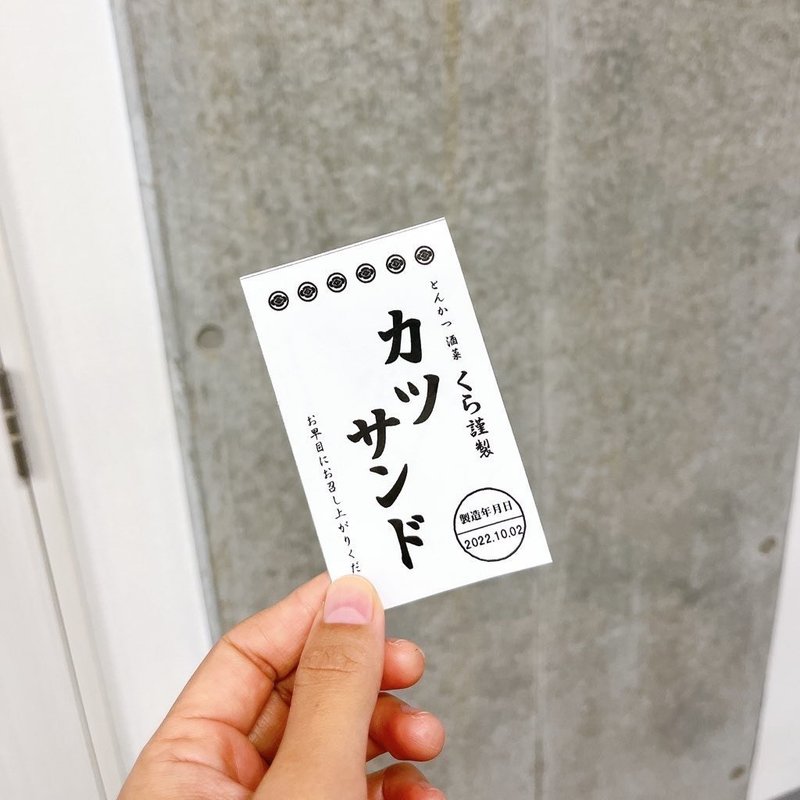 とんかつ 酒菜 くら謹製
カツサンド
お早目にお召し上がりくだ
製造年月日
2022.10.02